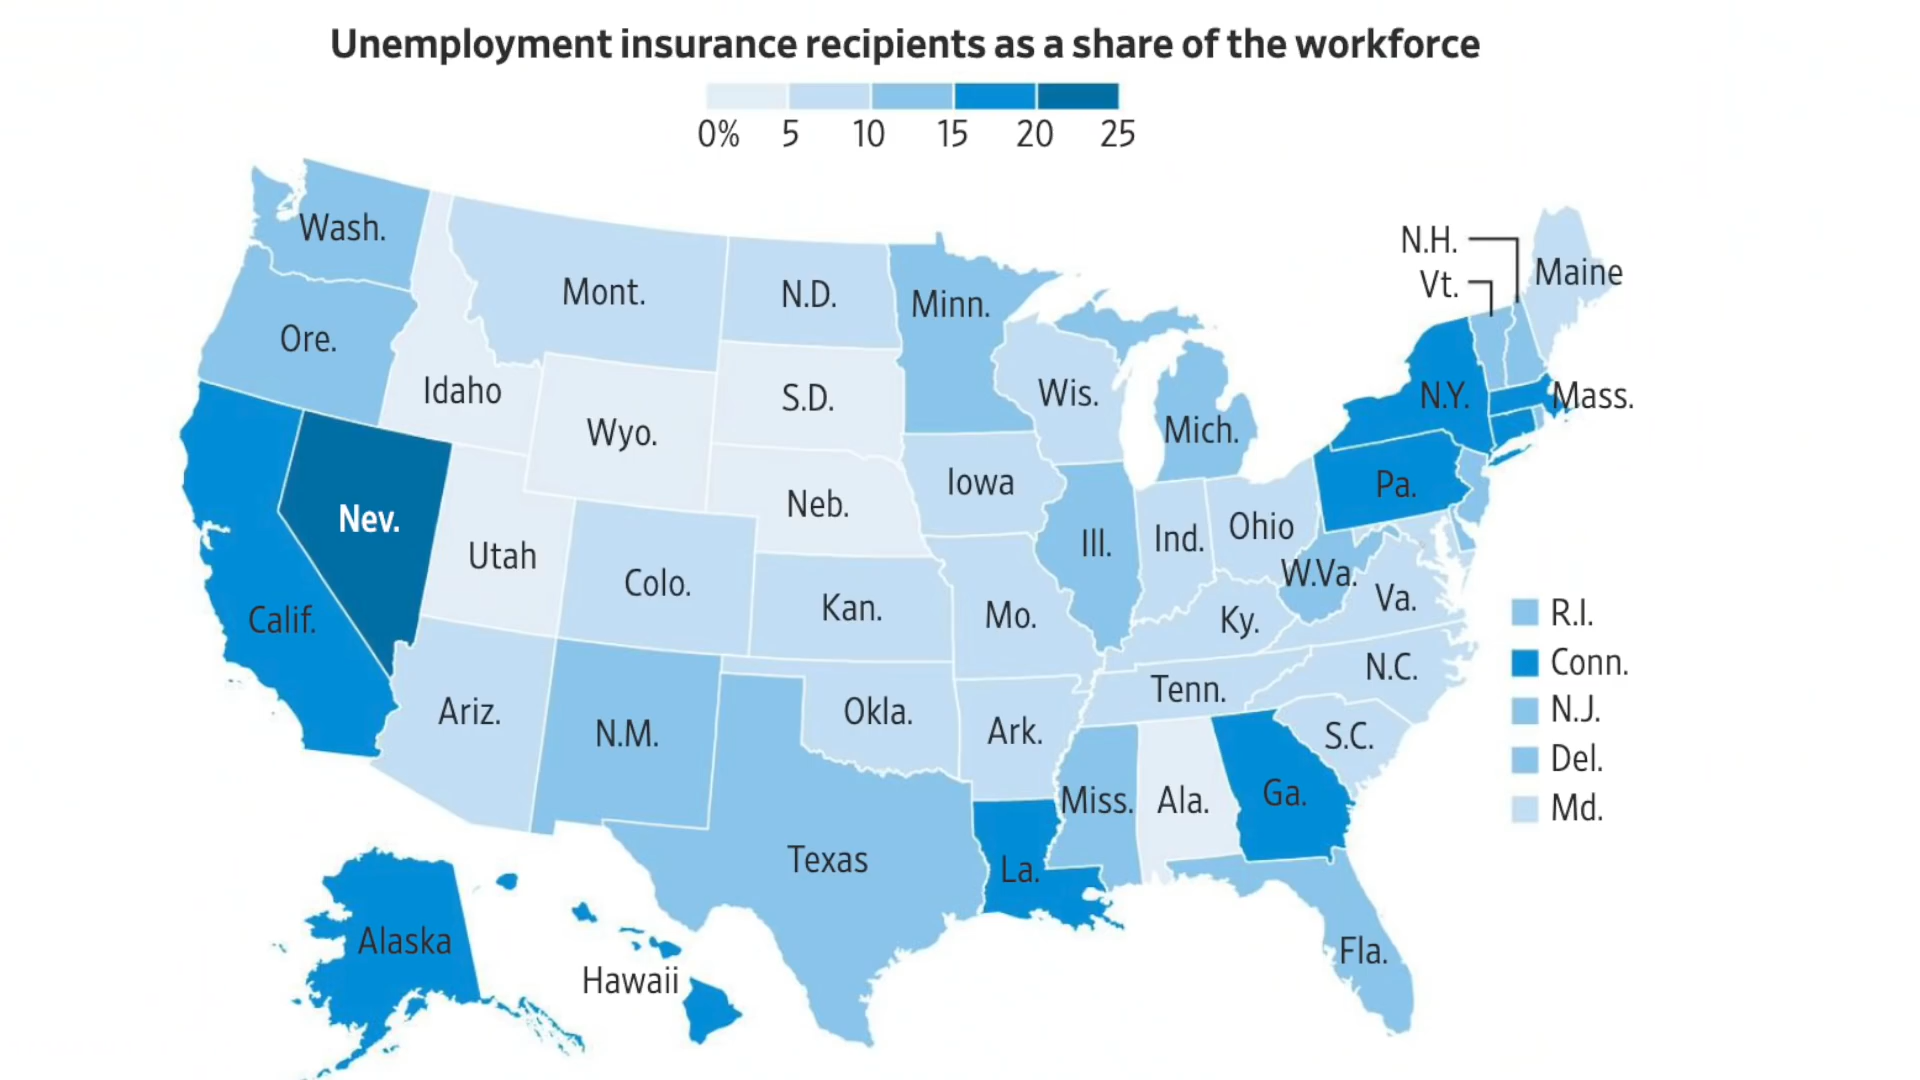 Unemployment insurance recipients as a share of the workforce
0% 5 10 15 20 25
Wash.
Mont.
N.D.
Minn.
N.H.
Vt.
Maine
Ore.
Idaho
Wyo.
S.D.
Wis.
Mich.
N.Y.
Mass.
Nev.
Utah
Neb.
Iowa
Pa.
Colo.
Kan.
Mo.
Ill.
Ind.
Ohio
W.Va.
Va.
Calif.
Ky.
R.I.
Conn.
N.J.
Del.
Md.
Ariz.
N.M.
Okla.
Ark.
Tenn.
N.C.
S.C.
Texas
La.
Miss.
Ala.
Ga.
Fla.
Alaska
Hawaii